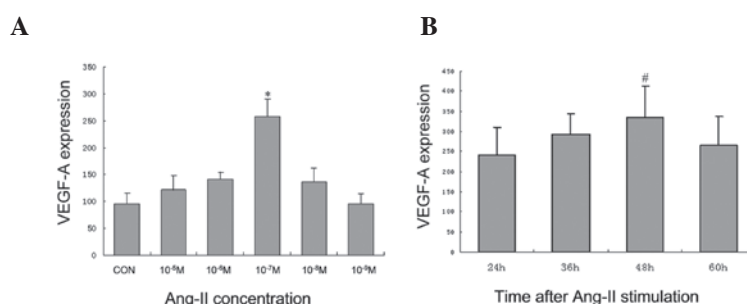 A
VEGF-A expression
350
300
250
200
150
100
50
0
*
CON 10⁻⁵M 10⁻⁶M 10⁻⁷M 10⁻⁸M 10⁻⁹M
Ang-II concentration
B
VEGF-A expression
450
400
350
300
250
200
150
100
50
0
#
24h 36h 48h 60h
Time after Ang-II stimulation